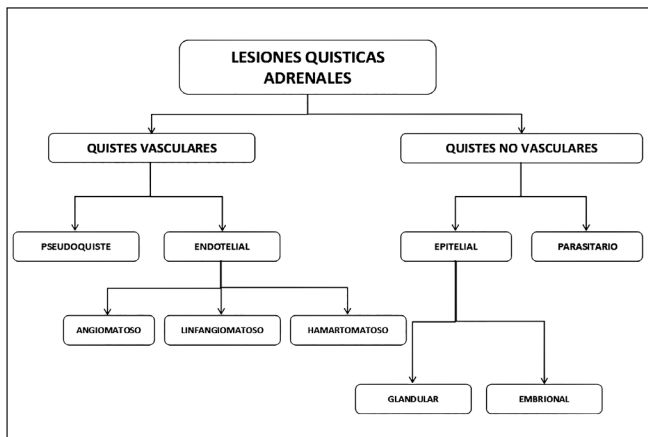 LESIONES QUISTICAS
ADRENALES
QUISTES VASCULARES
QUISTES NO VASCULARES
PSEUDOQUISTE
ENDOTELIAL
EPITELIAL
PARASITARIO
ANGIOMATOSO
LINFANGIOMATOSO
HAMARTOMATOSO
GLANDULAR
EMBRIONAL